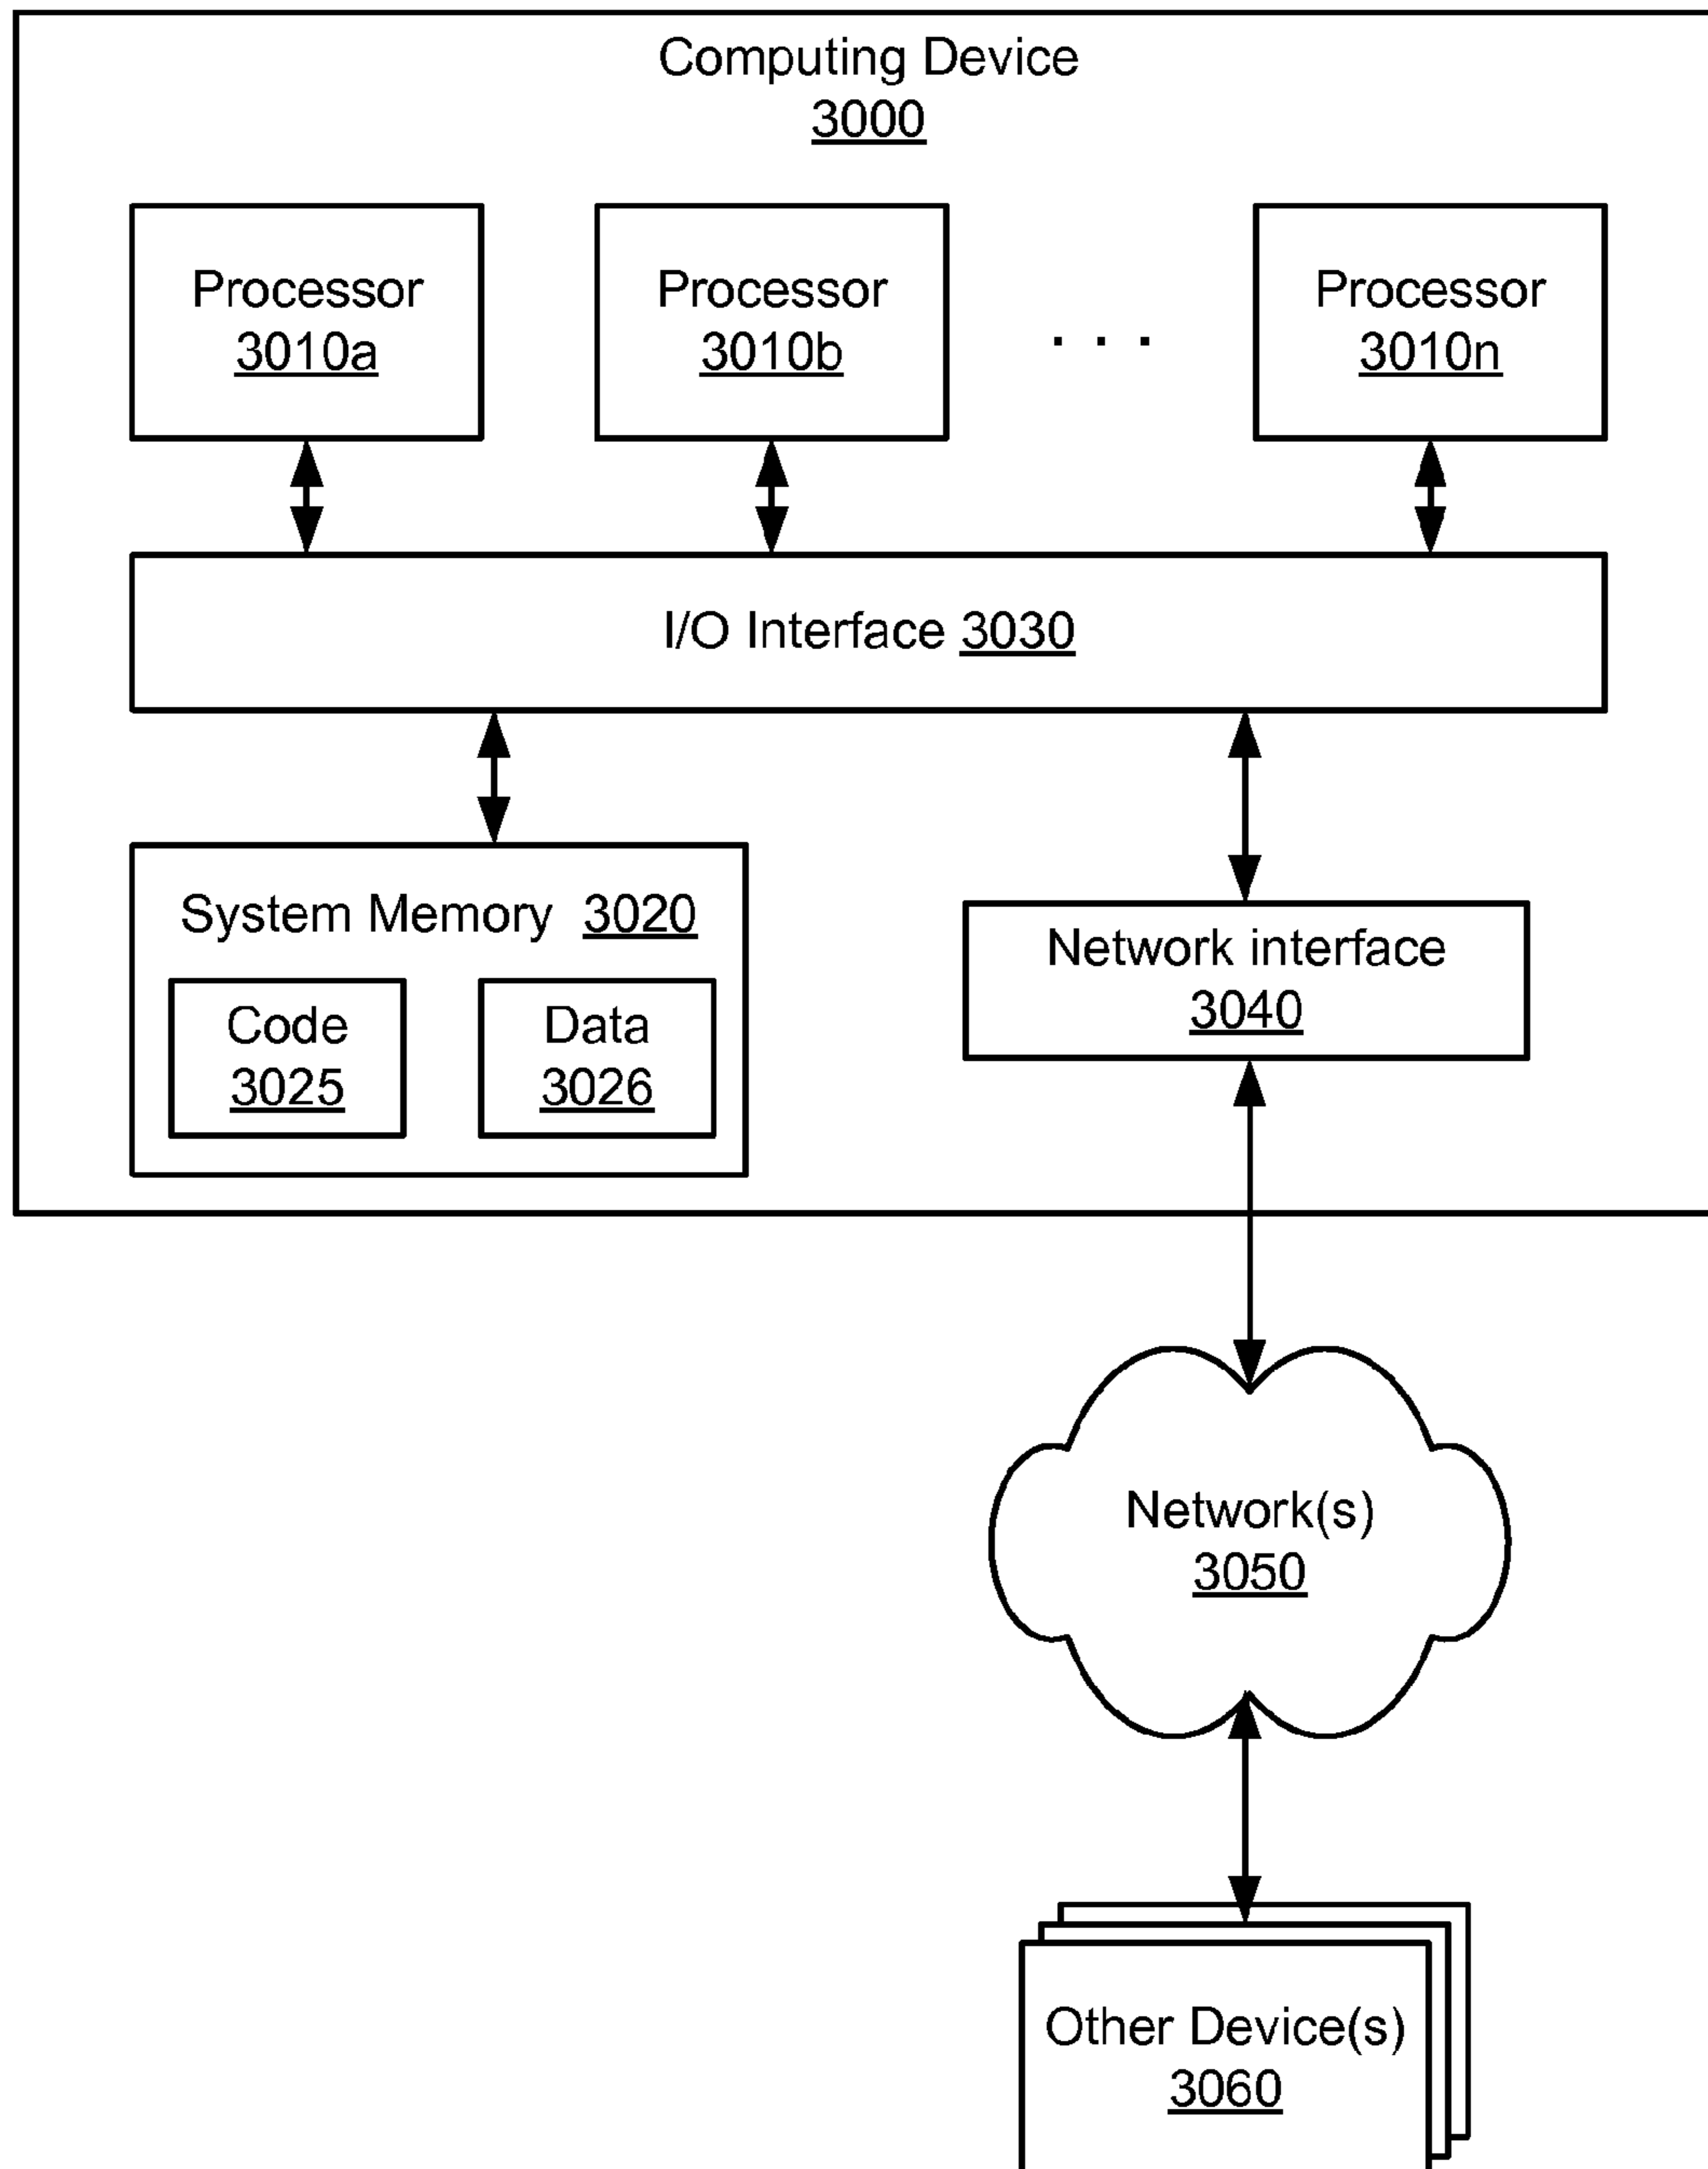 Computing Device
3000
Processor
3010a
Processor
3010b
. . .
Processor
3010n
I/O Interface 3030
System Memory 3020
Code
3025
Data
3026
Network interface
3040
Network(s)
3050
Other Device(s)
3060